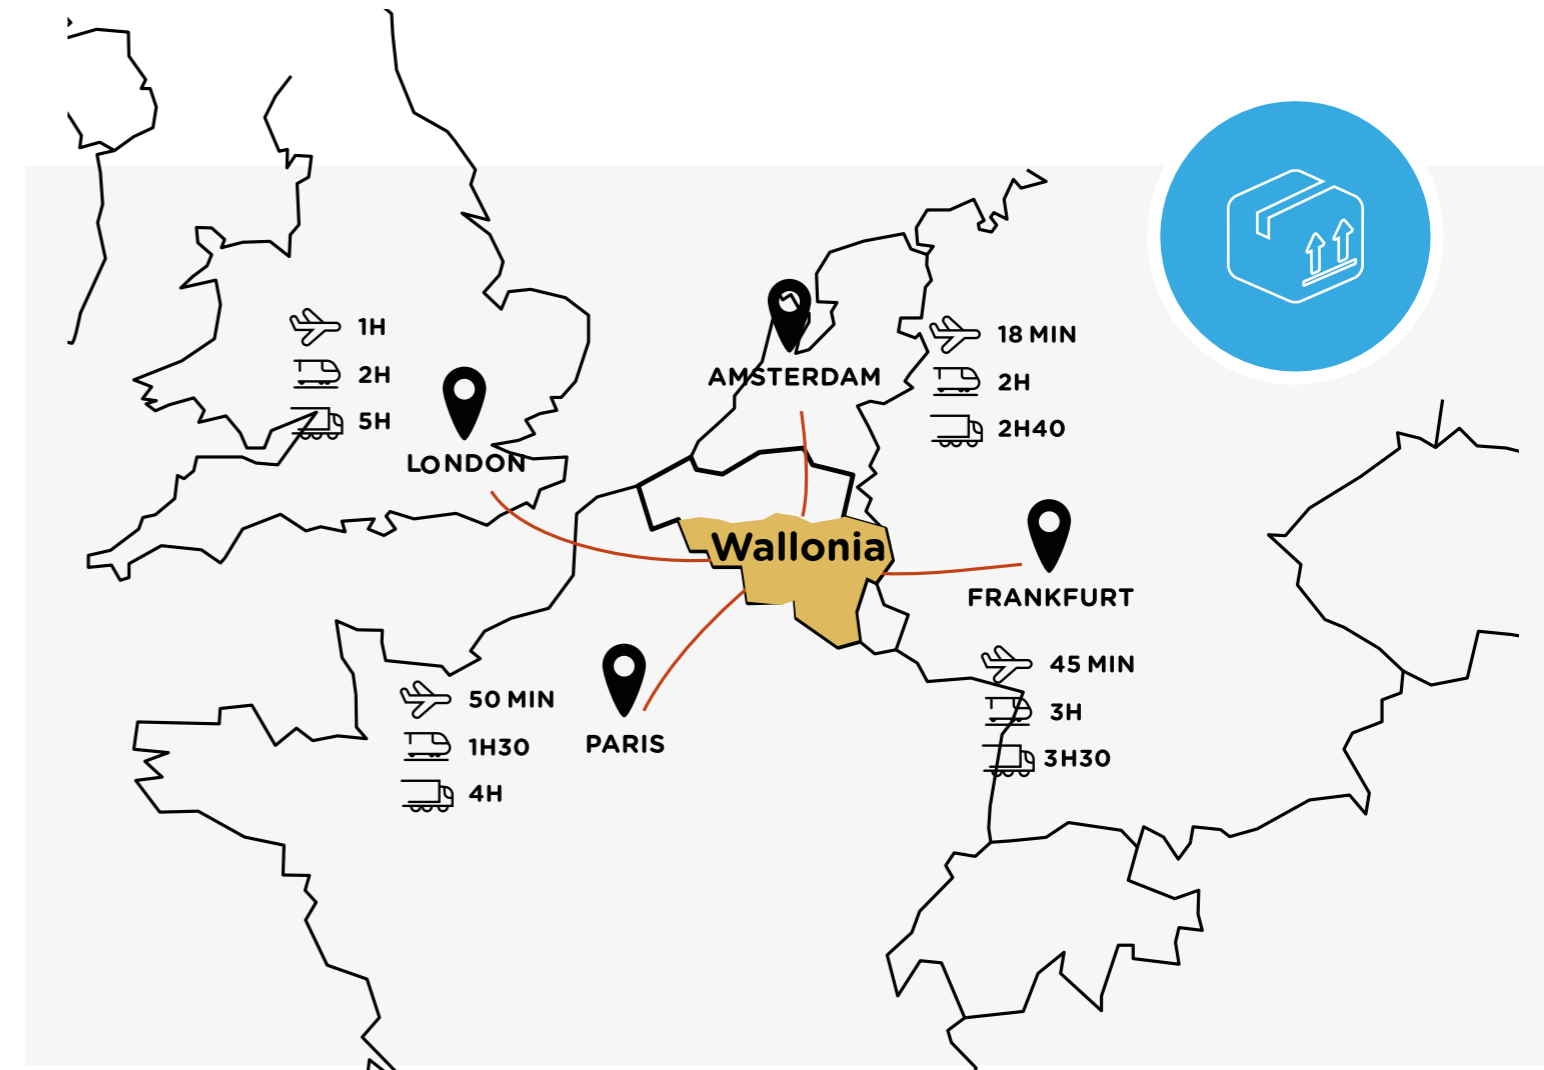 1H
2H
5H
LONDON
AMSTERDAM
18 MIN
2H
2H40
Wallonia
FRANKFURT
45 MIN
3H
3H30
50 MIN
1H30
4H
PARIS